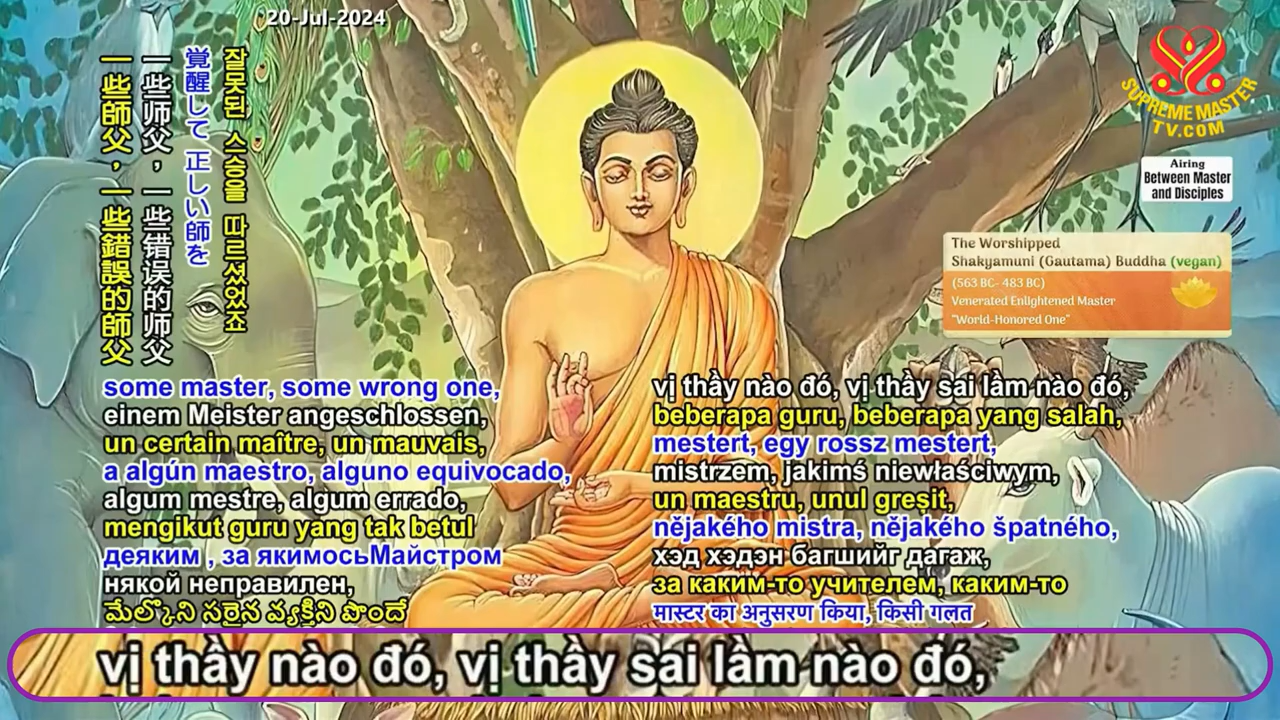 20-Jul-2024
SUPREME MASTER
TV.COM
Airing
Between Master
and Disciples
The Worshipped
Shakyamuni (Gautama) Buddha (vegan)
(563 BC- 483 BC)
Venerated Enlightened Master
"World-Honored One"
잘못된 스승을 따르셨었죠
覚醒して 正しい師を
一些师父，一些错误的师父
一些師父，一些錯誤的師父
some master, some wrong one,
einem Meister angeschlossen,
un certain maître, un mauvais,
a algún maestro, alguno equivocado,
algum mestre, algum errado,
mengikut guru yang tak betul
деяким , за якимосьМайстром
някой неправилен,
మేల్కొని సరైన వ్యక్తిని పొందే
vị thầy nào đó, vị thầy sai lầm nào đó,
beberapa guru, beberapa yang salah,
mestert, egy rossz mestert,
mistrzem, jakimś niewłaściwym,
un maestru, unul greșit,
nějakého mistra, nějakého špatného,
хэд хэдэн багшийг дагаж,
за каким-то учителем, каким-то
मास्टर का अनुसरण किया, किसी गलत
vị thầy nào đó, vị thầy sai lầm nào đó,